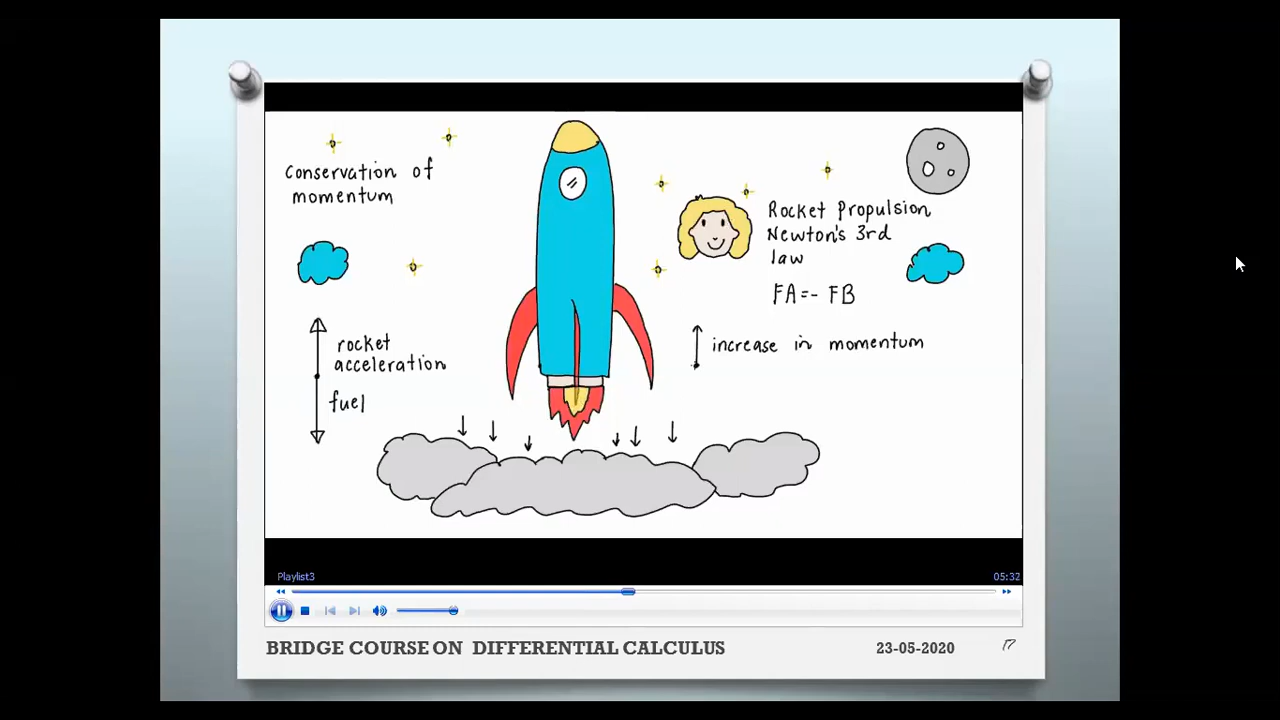 conservation of
momentum
Rocket Propulsion
Newton's 3rd
law
FA=- FB
rocket
acceleration
fuel
increase in momentum
Playlist3
05:32
BRIDGE COURSE ON DIFFERENTIAL CALCULUS
23-05-2020
17